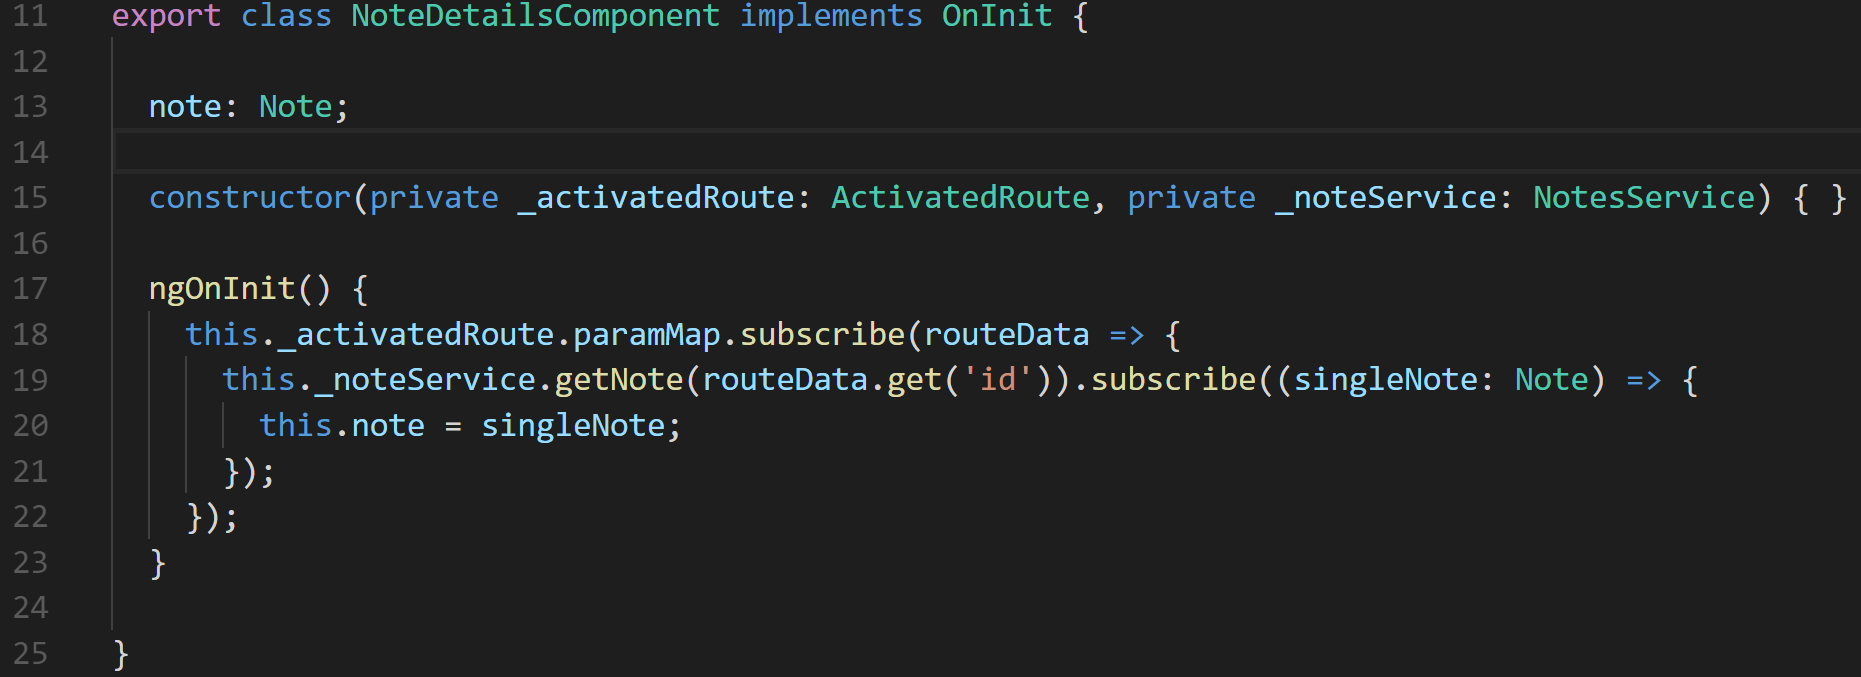 11 export class NoteDetailsComponent implements OnInit {
12
13 note: Note;
14
15 constructor(private _activatedRoute: ActivatedRoute, private _noteService: NotesService) { }
16
17 ngOnInit() {
18 this._activatedRoute.paramMap.subscribe(routeData => {
19 this._noteService.getNote(routeData.get('id')).subscribe((singleNote: Note) => {
20 this.note = singleNote;
21 });
22 });
23 }
24
25 }